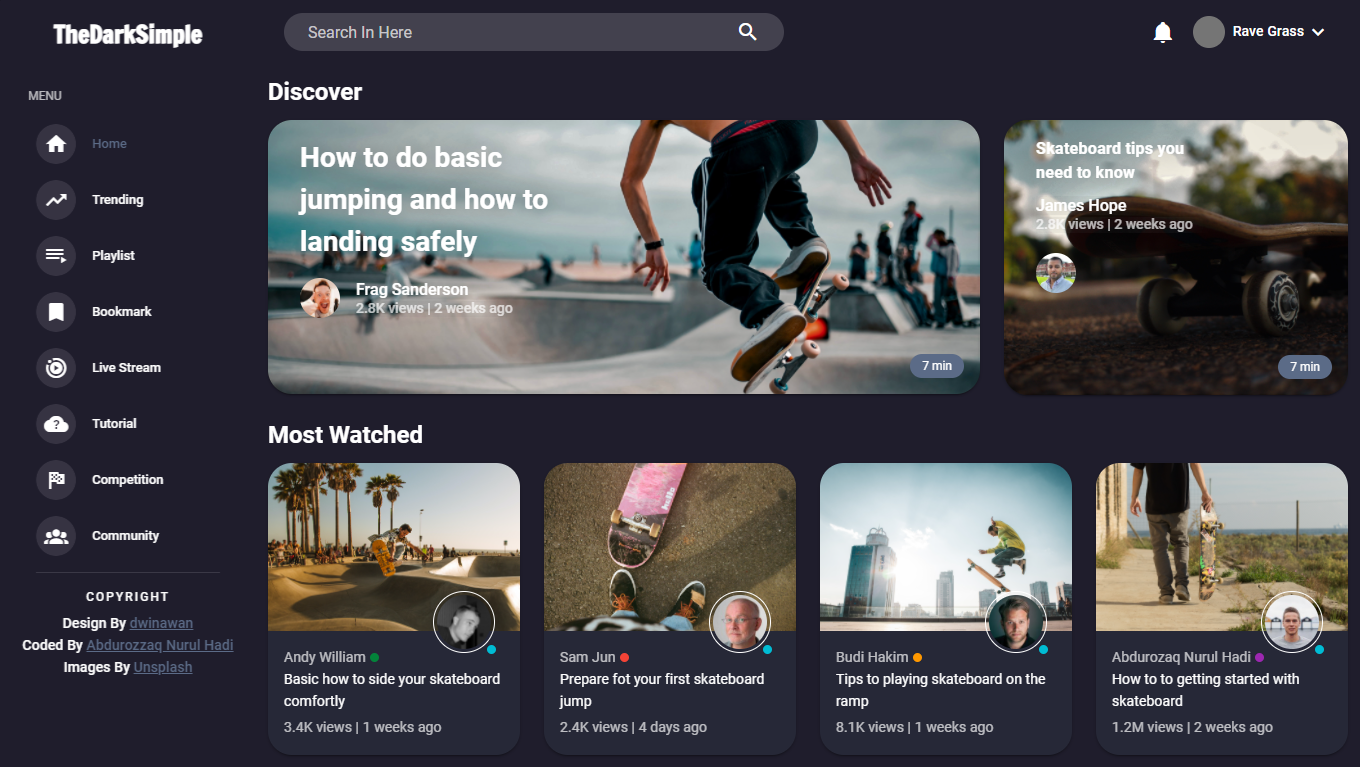 TheDarkSimple
Search In Here
Rave Grass
MENU
Home
Trending
Playlist
Bookmark
Live Stream
Tutorial
Competition
Community
COPYRIGHT
Design By dwinawan
Coded By Abdurozzaq Nurul Hadi
Images By Unsplash
Discover
How to do basic
jumping and how to
landing safely
Frag Sanderson
2.8K views | 2 weeks ago
7 min
Skateboard tips you
need to know
James Hope
2.8K views | 2 weeks ago
7 min
Most Watched
Andy William
Basic how to side your skateboard
comfortly
3.4K views | 1 weeks ago
Sam Jun
Prepare fot your first skateboard
jump
2.4K views | 4 days ago
Budi Hakim
Tips to playing skateboard on the
ramp
8.1K views | 1 weeks ago
Abdurozaq Nurul Hadi
How to to getting started with
skateboard
1.2M views | 2 weeks ago